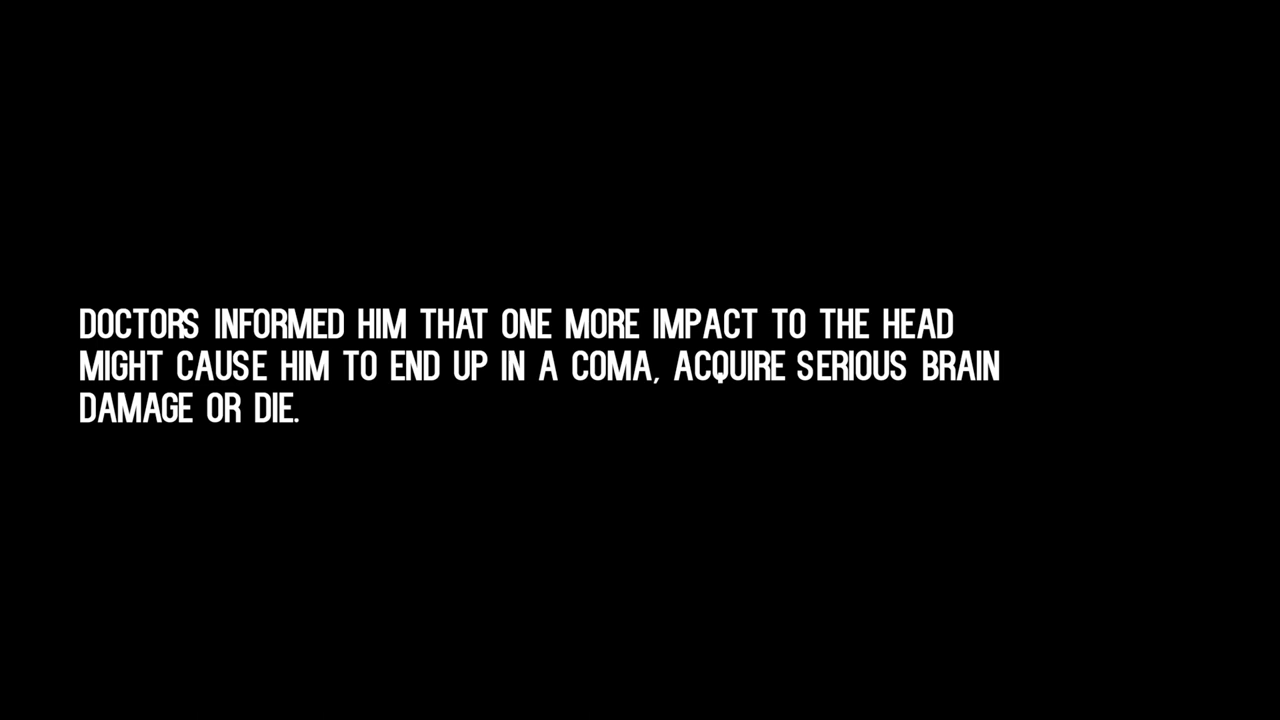 DOCTORS INFORMED HIM THAT ONE MORE IMPACT TO THE HEAD
MIGHT CAUSE HIM TO END UP IN A COMA, ACQUIRE SERIOUS BRAIN
DAMAGE OR DIE.